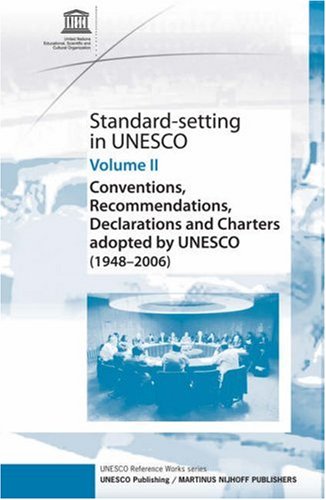 UNESCO
United Nations
Educational, Scientific and
Cultural Organization
Standard-setting
in UNESCO
Volume II
Conventions,
Recommendations,
Declarations and Charters
adopted by UNESCO
(1948–2006)
UNESCO Reference Works series
UNESCO Publishing / MARTINUS NIJHOFF PUBLISHERS